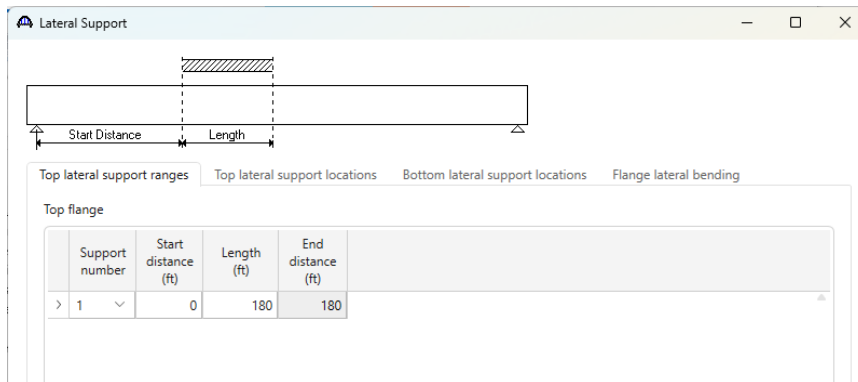 Lateral Support
Start Distance Length
Top lateral support ranges Top lateral support locations Bottom lateral support locations Flange lateral bending
Top flange
Support number Start distance (ft) Length (ft) End distance (ft)
1 0 180 180